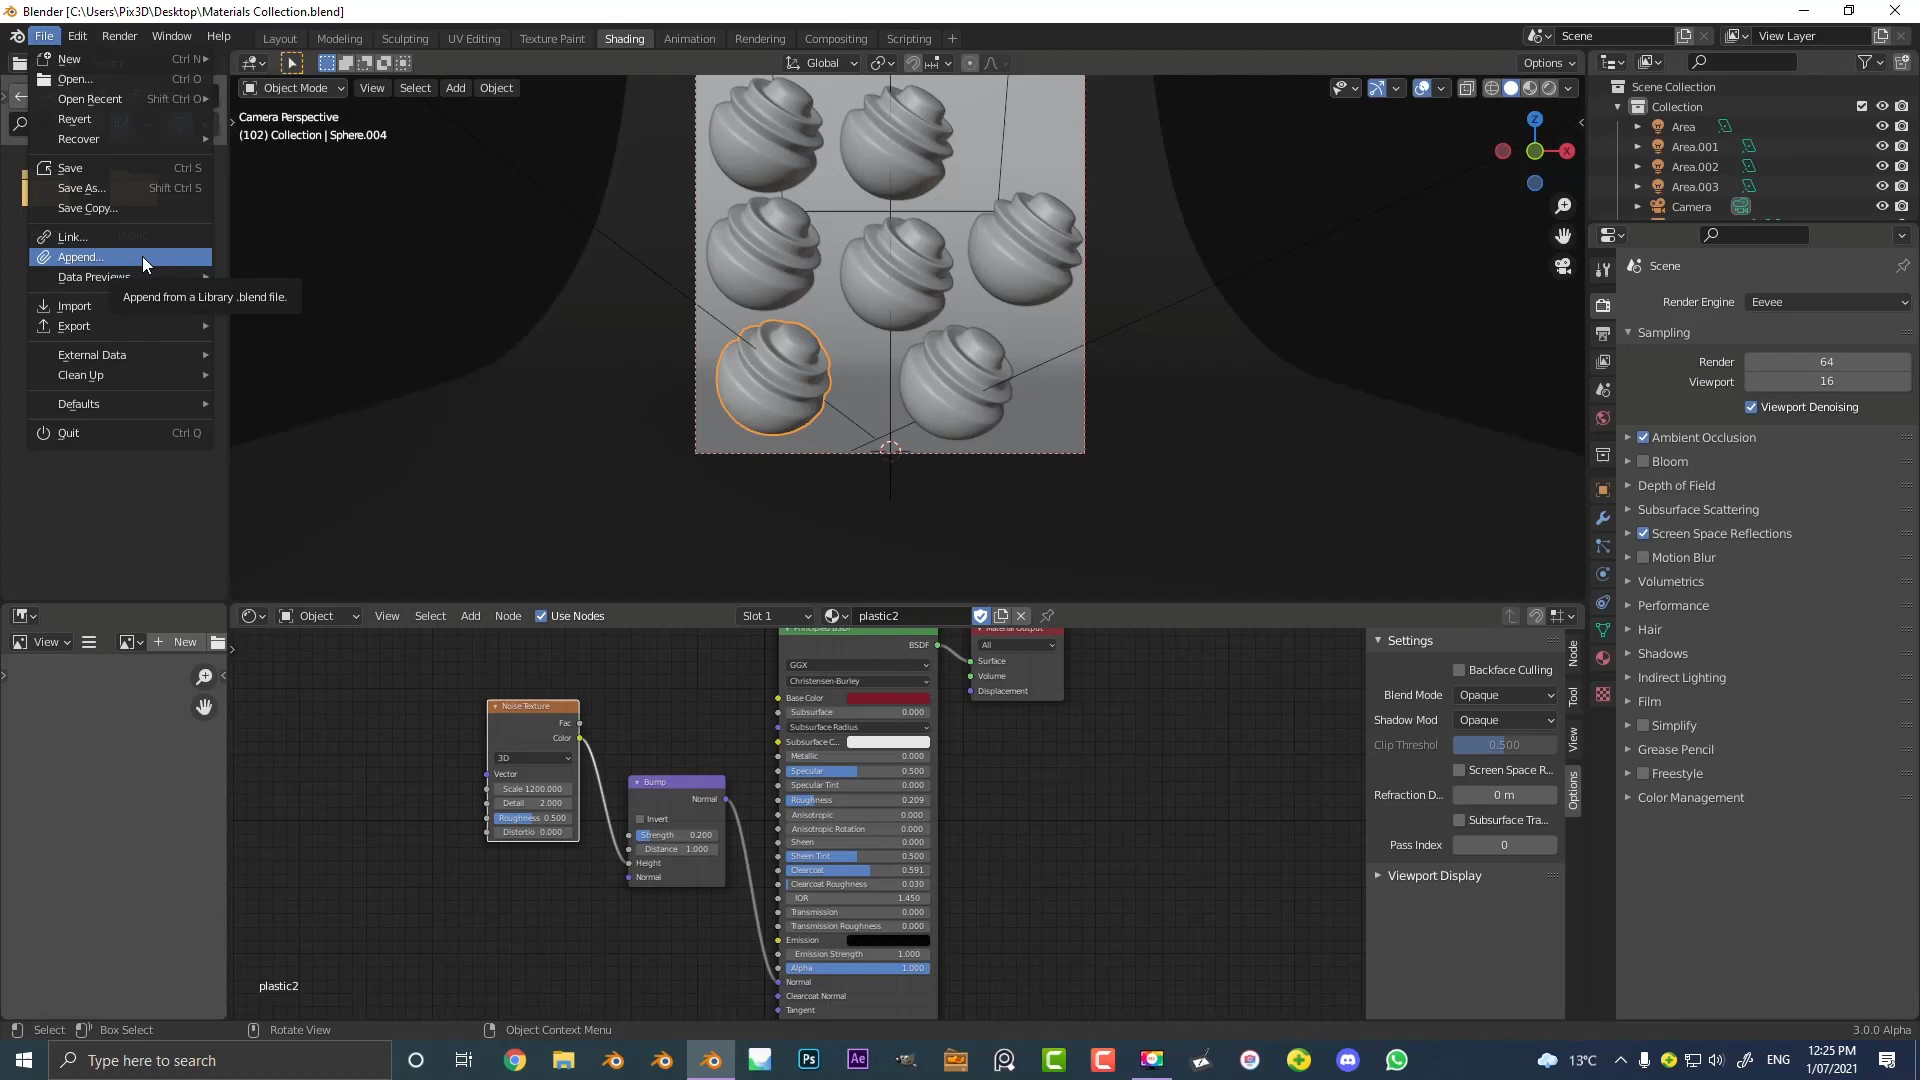 Blender [C:\Users\Pix3D\Desktop\Materials Collection.blend]
File Edit Render Window Help
Layout Modeling Sculpting UV Editing Texture Paint Shading Animation Rendering Compositing Scripting
Scene
View Layer
New Ctrl N
Open... Ctrl O
Open Recent Shift Ctrl O
Revert
Recover
Save Ctrl S
Save As... Shift Ctrl S
Save Copy...
Link...
Append...
Data Previews
Append from a Library .blend file.
Import
Export
External Data
Clean Up
Defaults
Quit Ctrl Q
Global
Options
Object Mode View Select Add Object
Camera Perspective
(102) Collection | Sphere.004
Z
X
Scene Collection
Collection
Area
Area.001
Area.002
Area.003
Camera
Scene
Render Engine Eevee
Sampling
Render 64
Viewport 16
Viewport Denoising
Ambient Occlusion
Bloom
Depth of Field
Subsurface Scattering
Screen Space Reflections
Motion Blur
Volumetrics
Performance
Hair
Shadows
Indirect Lighting
Film
Simplify
Grease Pencil
Freestyle
Color Management
View
New
Object View Select Add Node Use Nodes Slot 1 plastic2
Noise Texture
Fac
Color
3D
Vector
Scale 1200.000
Detail 2.000
Roughness 0.500
Distortio 0.000
Bump
Normal
Invert
Strength 0.200
Distance 1.000
Height
Normal
Principled BSDF
BSDF
GGX
Christensen-Burley
Base Color
Subsurface 0.000
Subsurface Radius
Subsurface C...
Metallic 0.000
Specular 0.500
Specular Tint 0.000
Roughness 0.209
Anisotropic 0.000
Anisotropic Rotation 0.000
Sheen 0.000
Sheen Tint 0.500
Clearcoat 0.591
Clearcoat Roughness 0.030
IOR 1.450
Transmission 0.000
Transmission Roughness 0.000
Emission
Emission Strength 1.000
Alpha 1.000
Normal
Clearcoat Normal
Tangent
Material Output
All
Surface
Volume
Displacement
plastic2
Settings
Backface Culling
Blend Mode Opaque
Shadow Mod Opaque
Clip Threshol 0.500
Screen Space R...
Refraction D... 0 m
Subsurface Tra...
Pass Index 0
Viewport Display
Node
Tool
View
Options
Select Box Select Rotate View Object Context Menu
3.0.0 Alpha
Type here to search
Ps
Ae
13°C
ENG
12:25 PM
1/07/2021